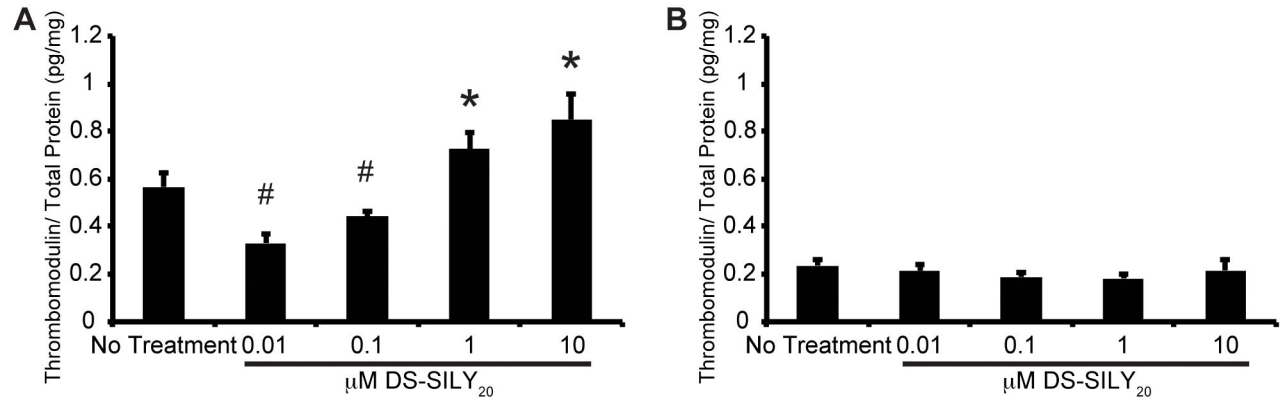 A
Thrombomodulin/ Total Protein (pg/mg)
1.2
1
0.8
0.6
0.4
0.2
0
#
#
*
*
No Treatment 0.01 0.1 1 10
µM DS-SILY20
B
Thrombomodulin/ Total Protein (pg/mg)
1.2
1
0.8
0.6
0.4
0.2
0
No Treatment 0.01 0.1 1 10
µM DS-SILY20